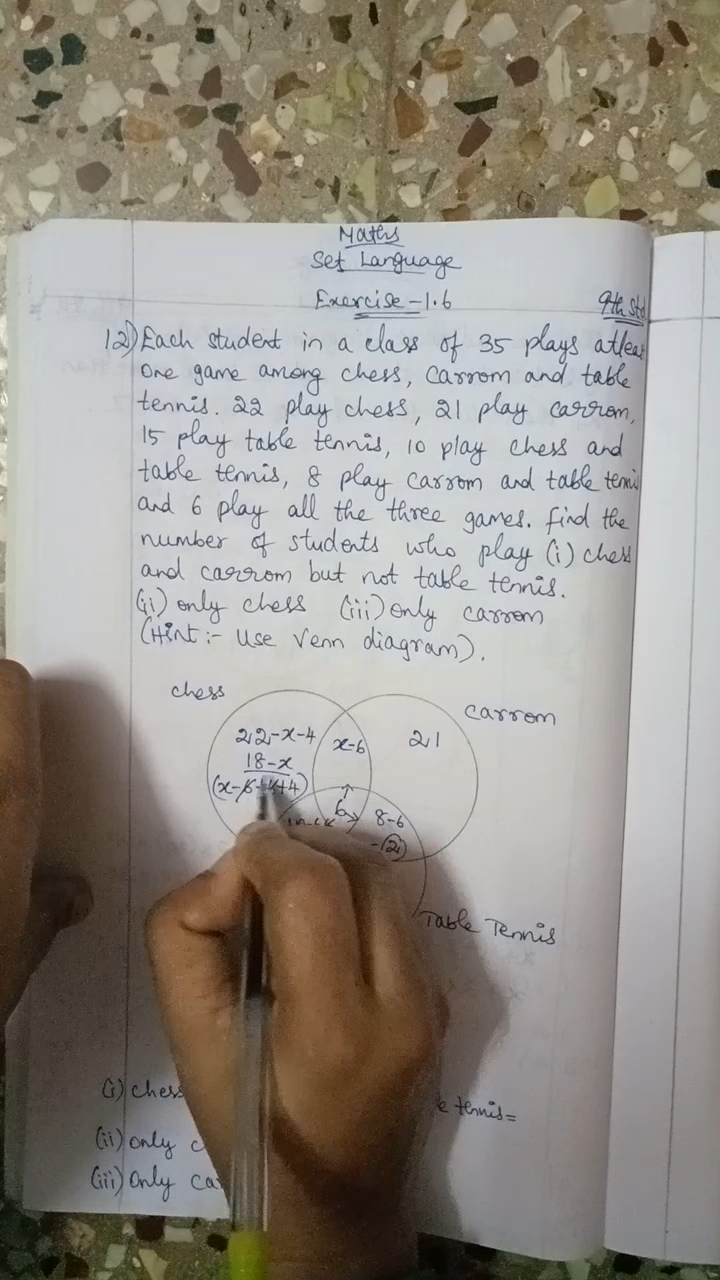 Maths
Set Language
Exercise-1.6
9th std
12) Each student in a class of 35 plays atleast
one game among chess, carrom and table
tennis. 22 play chess, 21 play carrom,
15 play table tennis, 10 play chess and
table tennis, 8 play carrom and table tennis
and 6 play all the three games. find the
number of students who play (i) chess
and carrom but not table tennis.
(ii) only chess (iii) only carrom
(Hint:- Use Venn diagram).
chess
carrom
22-x-4
x-6
21
18-x
(x-6+6+4)
6
8-6
-2
Table Tennis
(i) chess
tennis=
(ii) only
(iii) Only